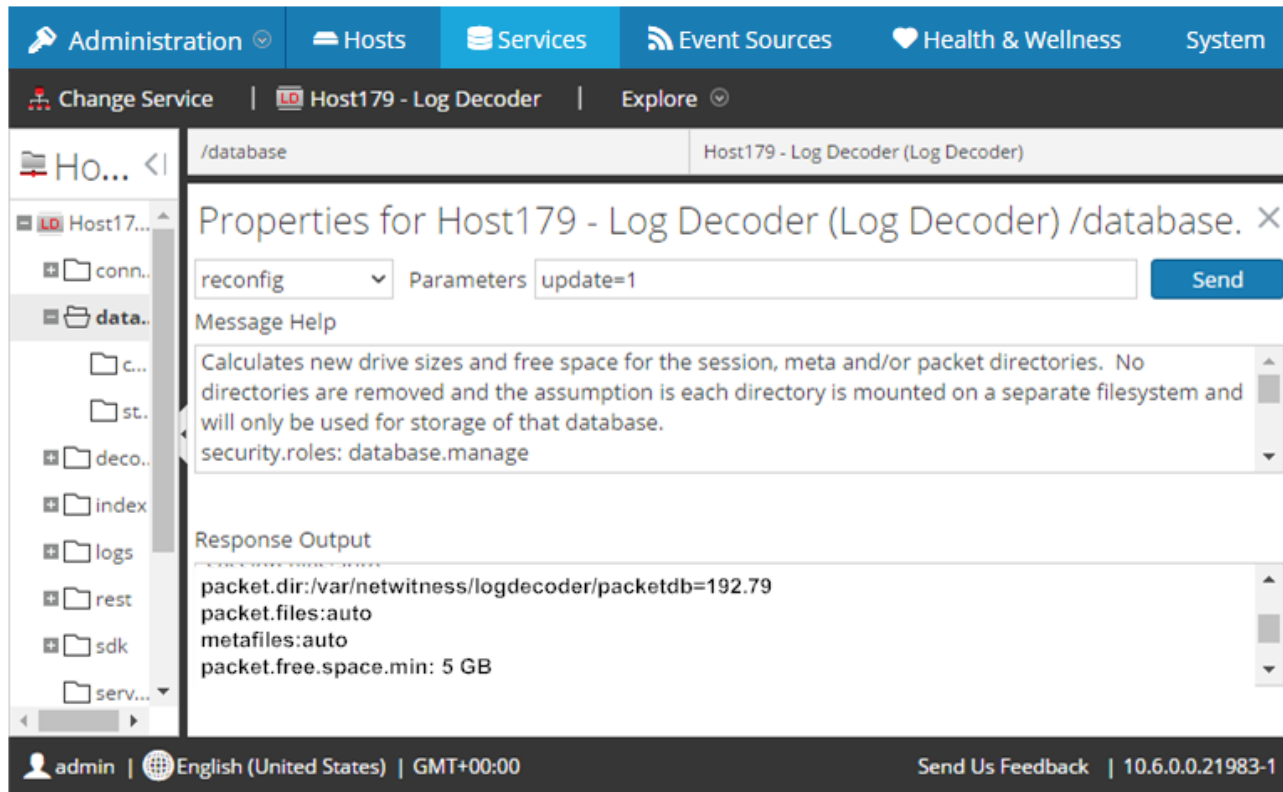 Administration Hosts Services Event Sources Health & Wellness System
Change Service | LD Host179 - Log Decoder | Explore
Ho... /database Host179 - Log Decoder (Log Decoder)
Properties for Host179 - Log Decoder (Log Decoder) /database.
LD Host17...
conn..
data..
c...
st..
deco..
index
logs
rest
sdk
serv...
reconfig Parameters update=1 Send
Message Help
Calculates new drive sizes and free space for the session, meta and/or packet directories. No
directories are removed and the assumption is each directory is mounted on a separate filesystem and
will only be used for storage of that database.
security.roles: database.manage
Response Output
packet.dir:/var/netwitness/logdecoder/packetdb=192.79
packet.files:auto
metafiles:auto
packet.free.space.min: 5 GB
admin | English (United States) | GMT+00:00 Send Us Feedback | 10.6.0.0.21983-1